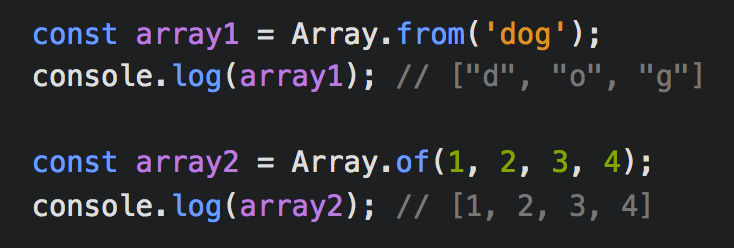 const array1 = Array.from('dog');
console.log(array1); // ["d", "o", "g"]
const array2 = Array.of(1, 2, 3, 4);
console.log(array2); // [1, 2, 3, 4]